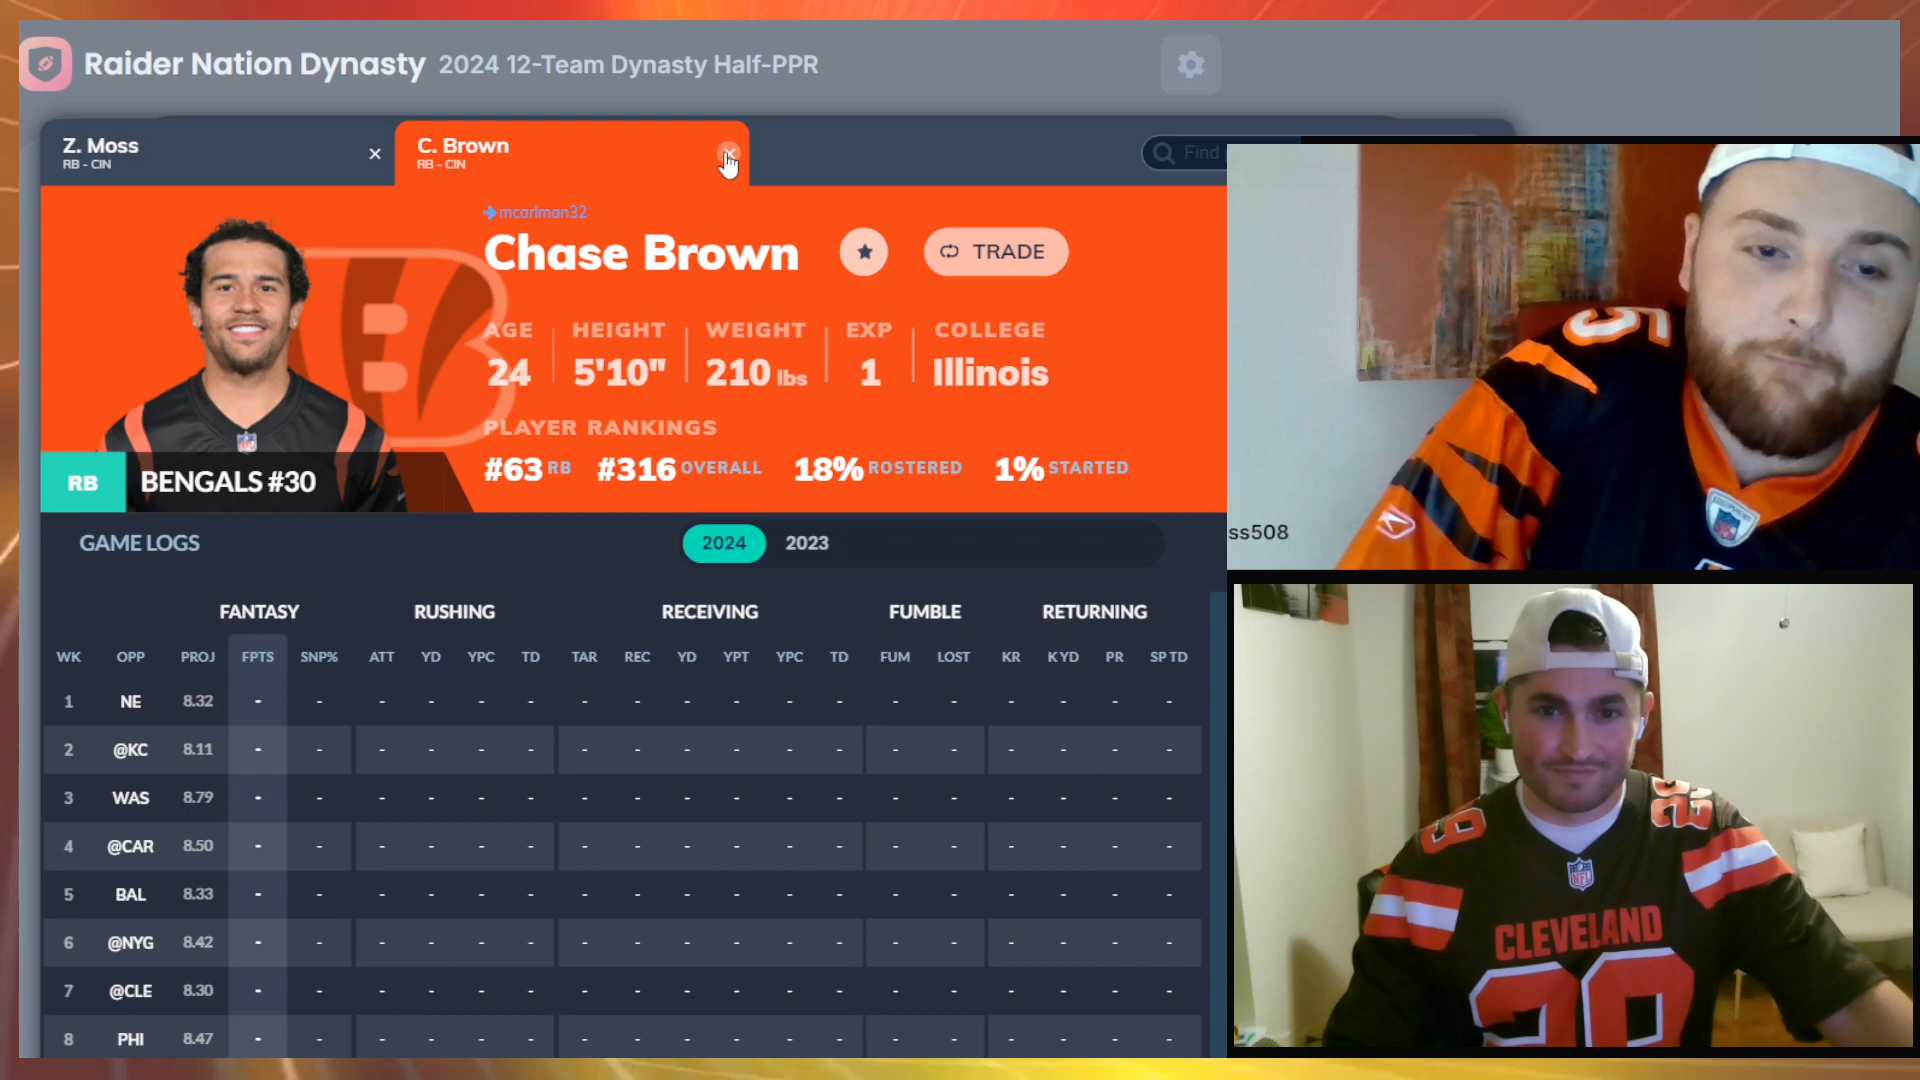 Raider Nation Dynasty 2024 12-Team Dynasty Half-PPR
Z. Moss
RB - CIN
C. Brown
RB - CIN
Find
mcarlman32
Chase Brown
TRADE
AGE HEIGHT WEIGHT EXP COLLEGE
24 5'10" 210 lbs 1 Illinois
PLAYER RANKINGS
#63 RB #316 OVERALL 18% ROSTERED 1% STARTED
RB BENGALS #30
GAME LOGS 2024 2023
FANTASY RUSHING RECEIVING FUMBLE RETURNING
WK OPP PROJ FPTS SNP% ATT YD YPC TD TAR REC YD YPT YPC TD FUM LOST KR K YD PR SP TD
1 NE 8.32 - - - - - - - - - - - - - - - - - -
2 @KC 8.11 - - - - - - - - - - - - - - - - - -
3 WAS 8.79 - - - - - - - - - - - - - - - - - -
4 @CAR 8.50 - - - - - - - - - - - - - - - - - -
5 BAL 8.33 - - - - - - - - - - - - - - - - - -
6 @NYG 8.42 - - - - - - - - - - - - - - - - - -
7 @CLE 8.30 - - - - - - - - - - - - - - - - - -
8 PHI 8.47 - - - - - - - - - - - - - - - - - -
ss508
NFL
CLEVELAND
29